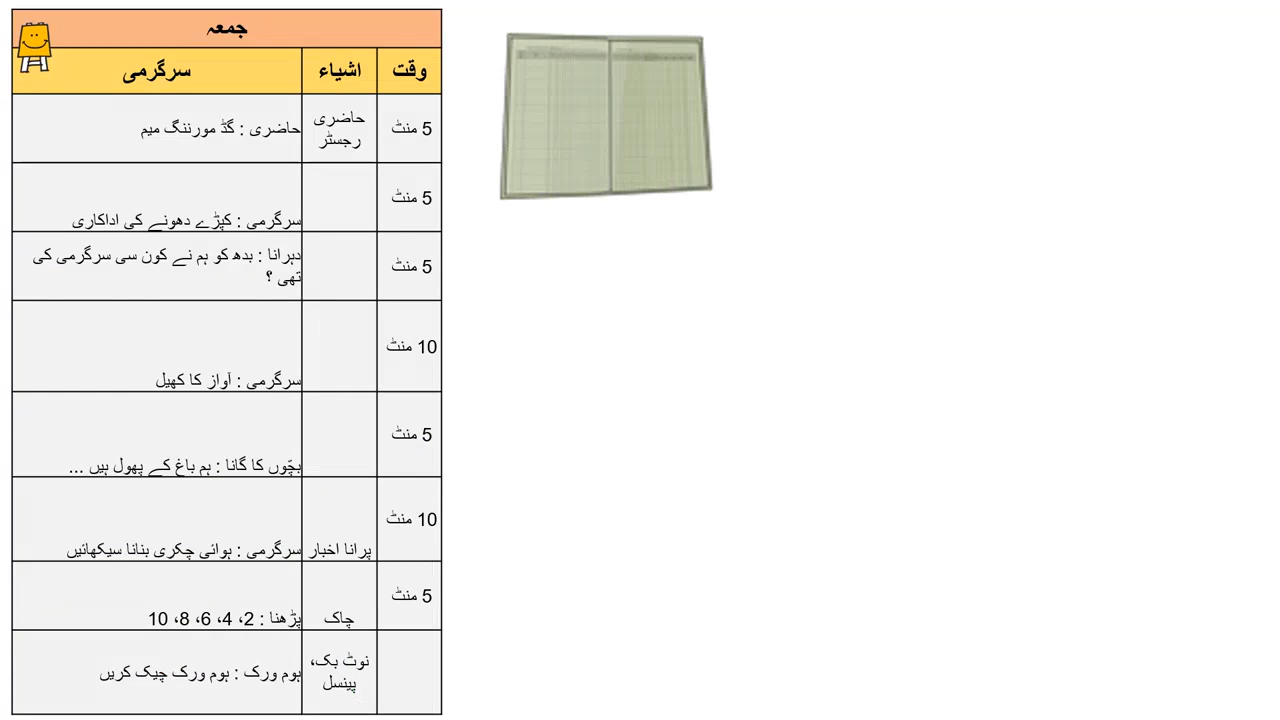 جمعہ
وقت اشیاء سرگرمی
5 منٹ
حاضری
رجسٹر
حاضری : گڈ مورننگ میم
5 منٹ
سرگرمی : کپڑے دھونے کی اداکاری
5 منٹ
دہرانا : بدھ کو ہم نے کون سی سرگرمی کی
تھی ؟
10 منٹ
سرگرمی : آواز کا کھیل
5 منٹ
بچّوں کا گانا : ہم باغ کے پھول ہیں ...
10 منٹ
پرانا اخبار
سرگرمی : ہوائی چکری بنانا سیکھائیں
5 منٹ
چاک
پڑھنا : 2، 4، 6، 8، 10
نوٹ بک،
پینسل
ہوم ورک : ہوم ورک چیک کریں